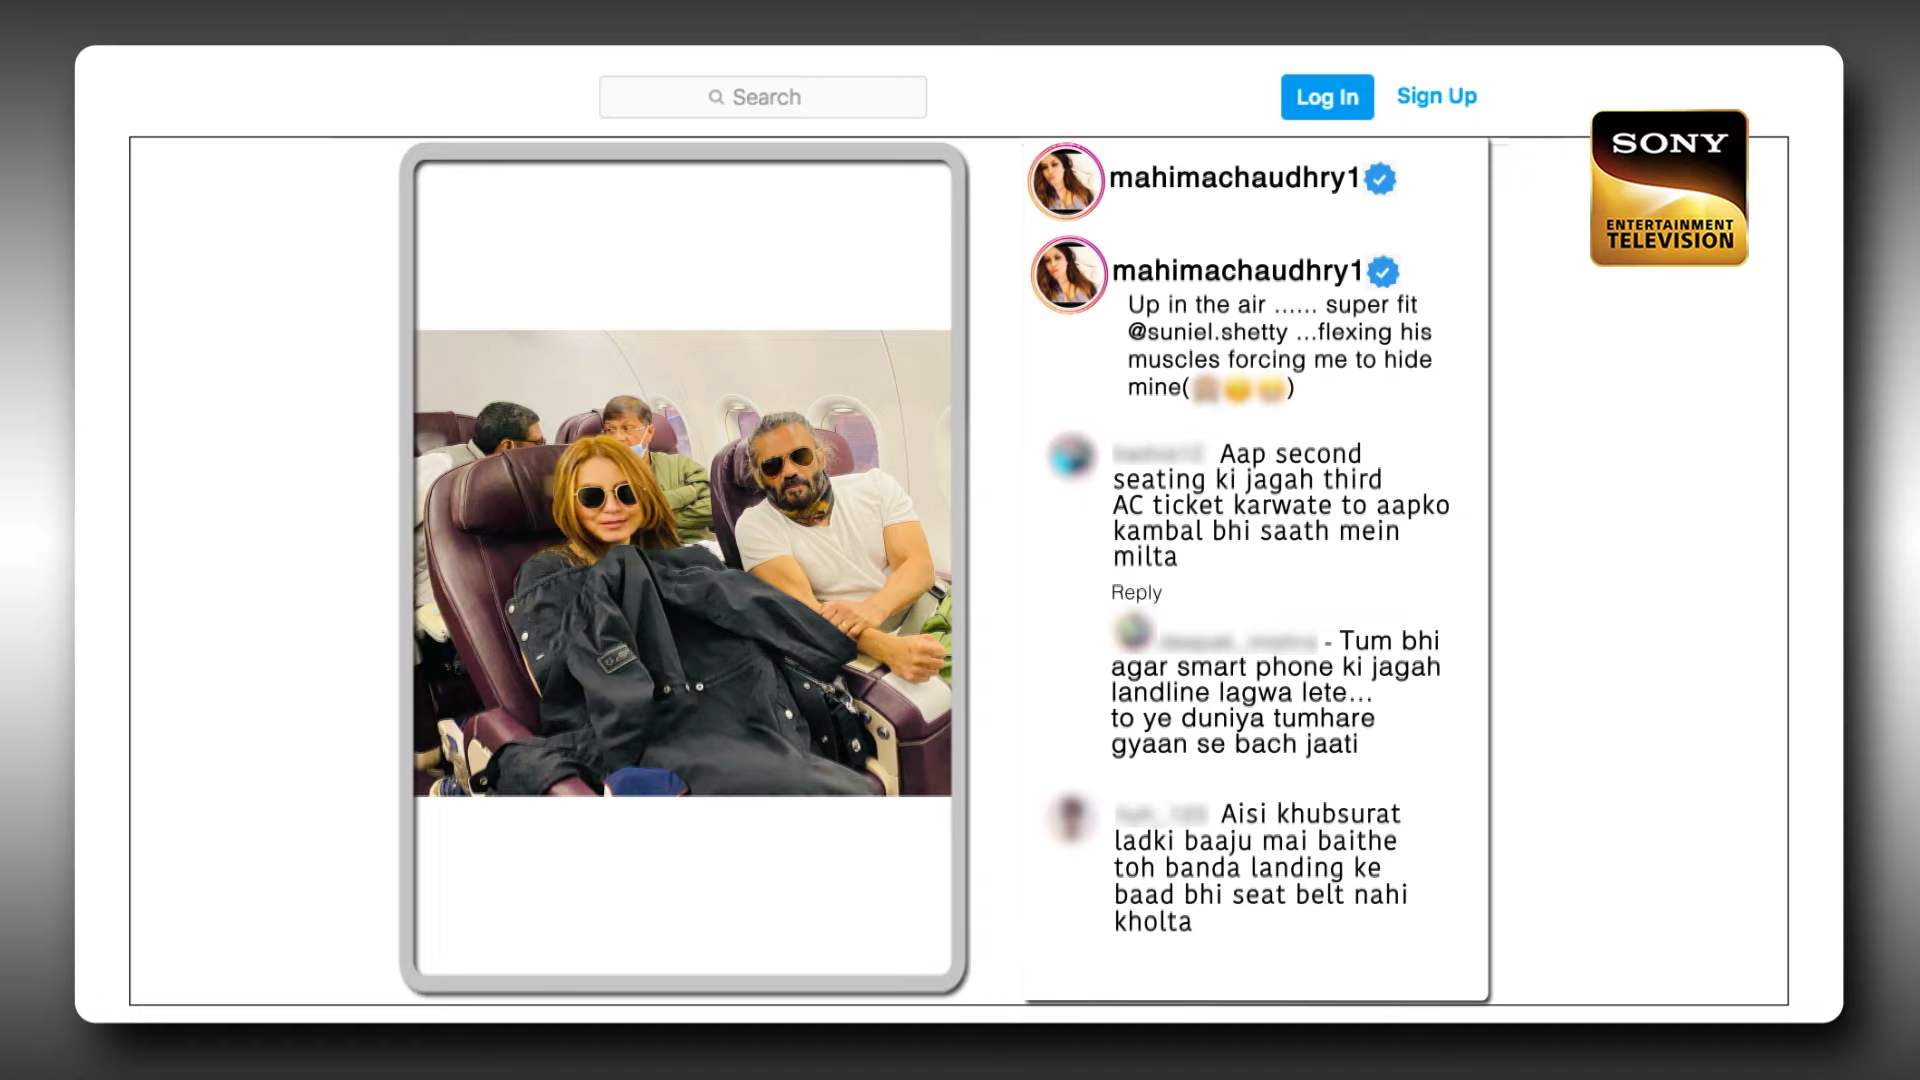 Search
Log In
Sign Up
SONY
ENTERTAINMENT
TELEVISION
mahimachaudhry1
mahimachaudhry1
Up in the air ...... super fit
@suniel.shetty ...flexing his
muscles forcing me to hide
mine( )
Aap second
seating ki jagah third
AC ticket karwate to aapko
kambal bhi saath mein
milta
Reply
- Tum bhi
agar smart phone ki jagah
landline lagwa lete...
to ye duniya tumhare
gyaan se bach jaati
Aisi khubsurat
ladki baaju mai baithe
toh banda landing ke
baad bhi seat belt nahi
kholta